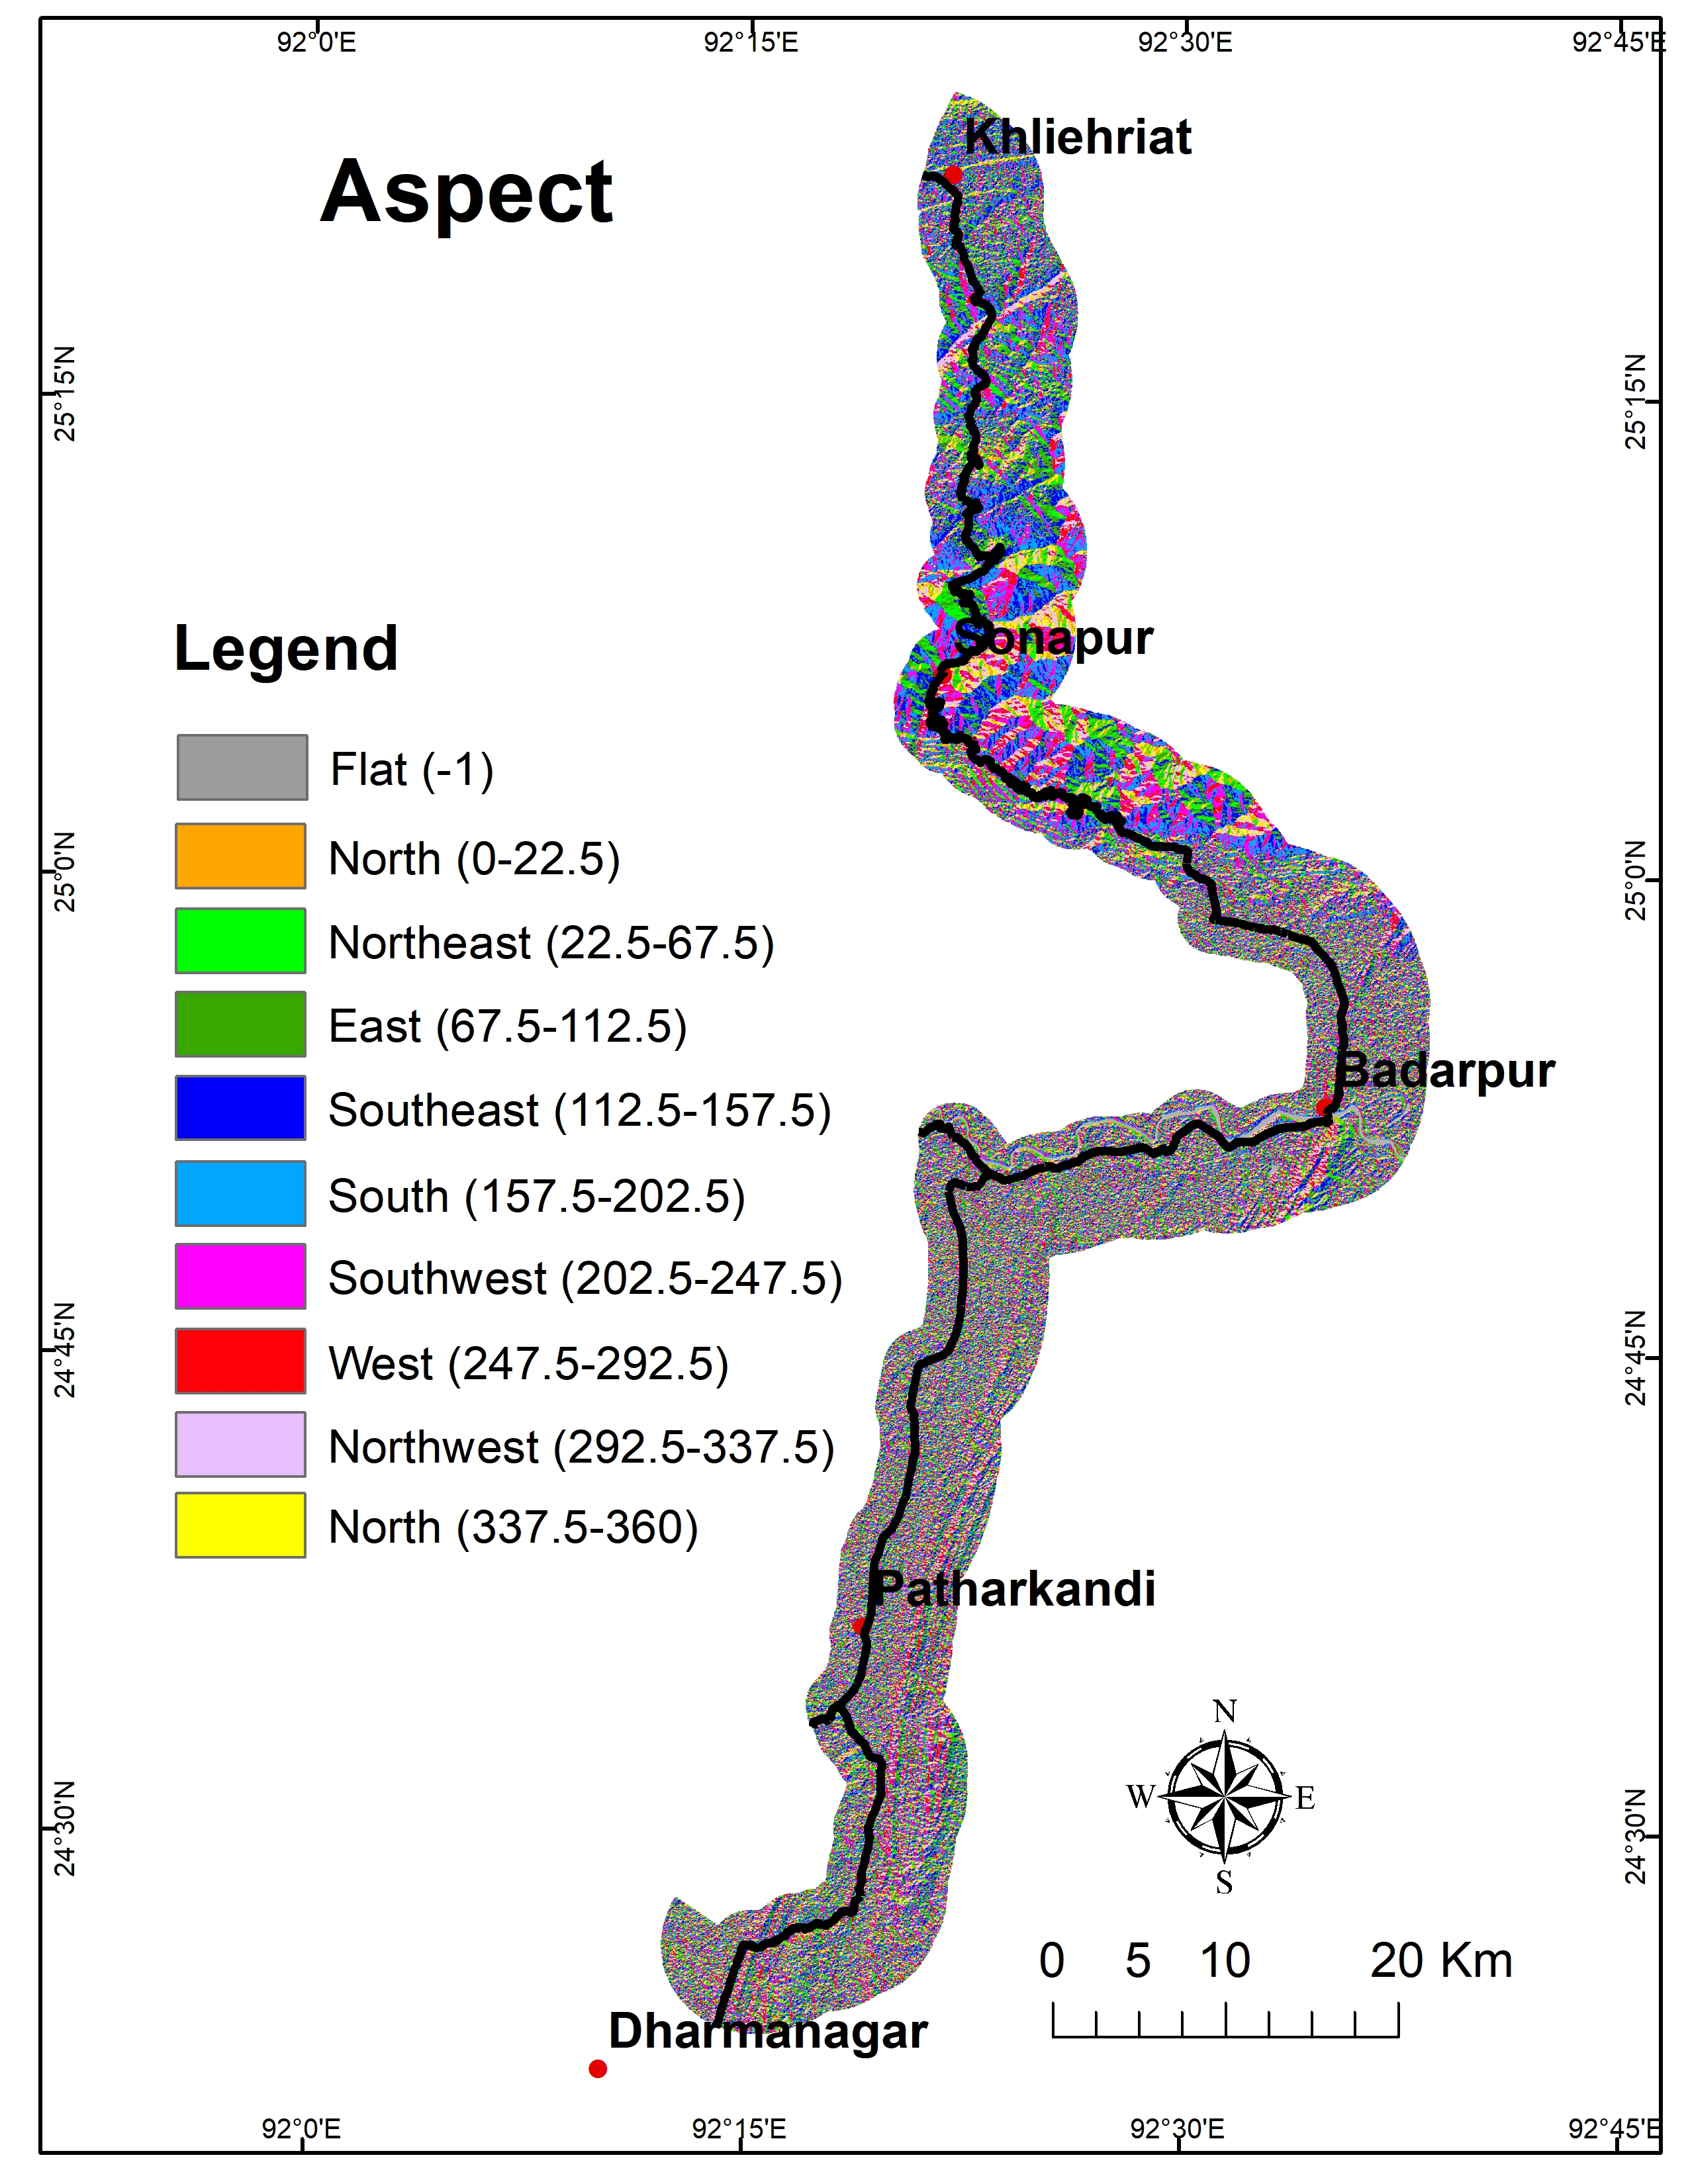 92°0'E 92°15'E 92°30'E 92°45'E
Khliehriat
Aspect
25°15'N
25°15'N
Sonapur
Legend
Flat (-1)
North (0-22.5)
25°0'N
25°0'N
Northeast (22.5-67.5)
East (67.5-112.5)
Badarpur
Southeast (112.5-157.5)
South (157.5-202.5)
Southwest (202.5-247.5)
24°45'N
24°45'N
West (247.5-292.5)
Northwest (292.5-337.5)
North (337.5-360)
Patharkandi
N
W E
S
24°30'N
24°30'N
0 5 10 20 Km
Dharmanagar
92°0'E 92°15'E 92°30'E 92°45'E